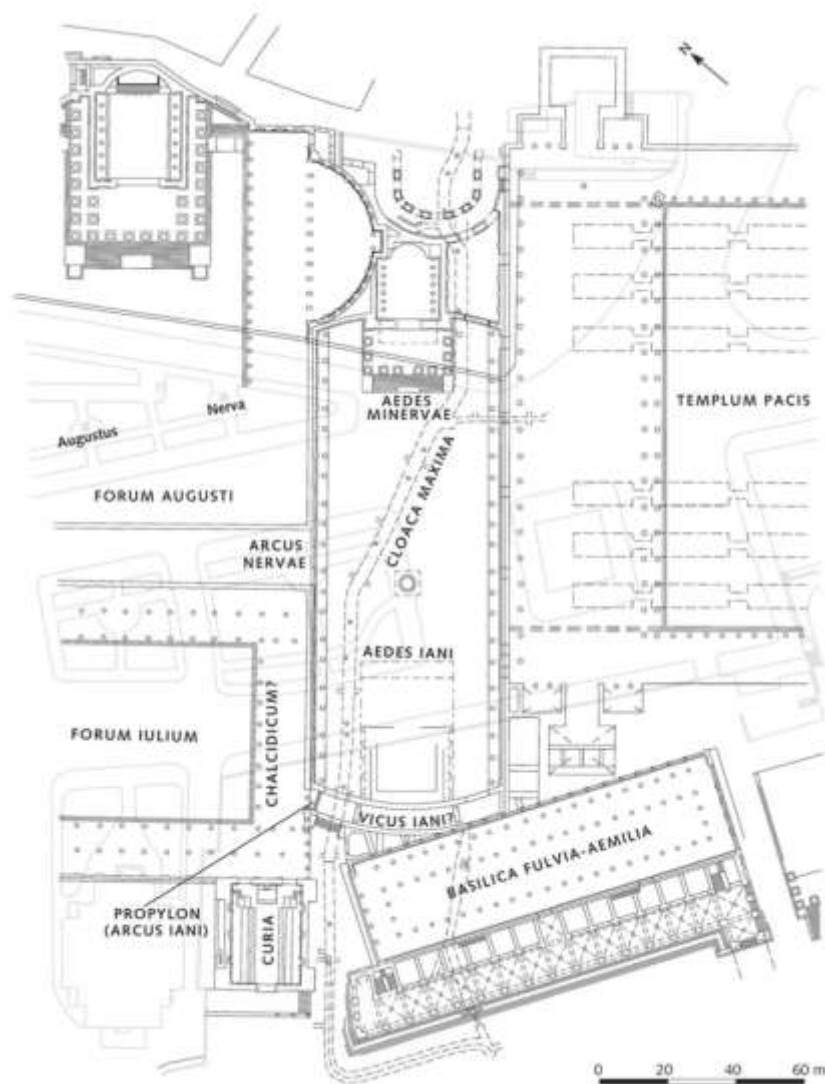 N
AEDES
MINERVAE
TEMPLUM PACIS
Nerva
Augustus
FORUM AUGUSTI
CLOACA MAXIMA
ARCUS
NERVAE
AEDES IANI
CHALCIDICUM?
FORUM IULIUM
VICUS IANI?
BASILICA FULVIA-AEMILIA
PROPYLON
(ARCUS IANI)
CURIA
0 20 40 60 m